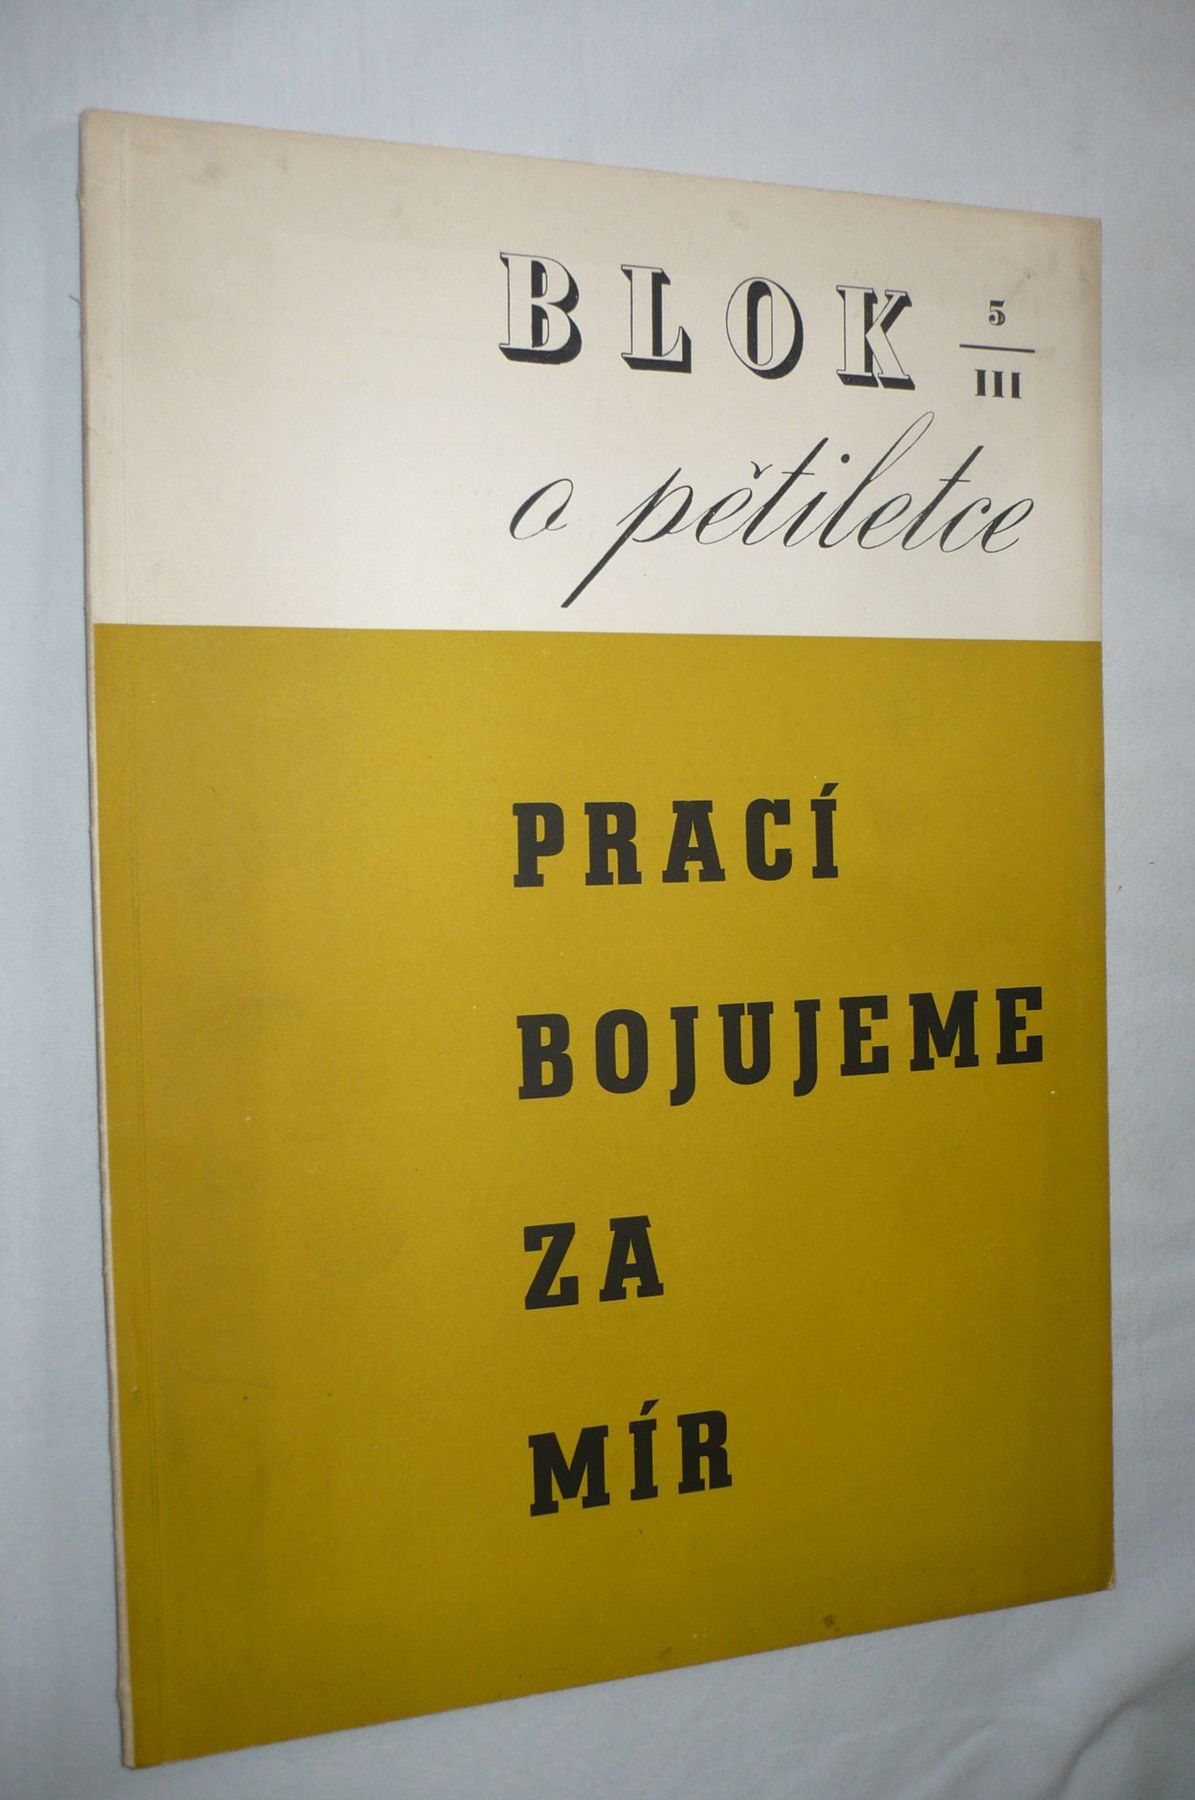 BLOK 5
III
o pětiletce
PRACÍ
BOJUJEME
ZA
MÍR